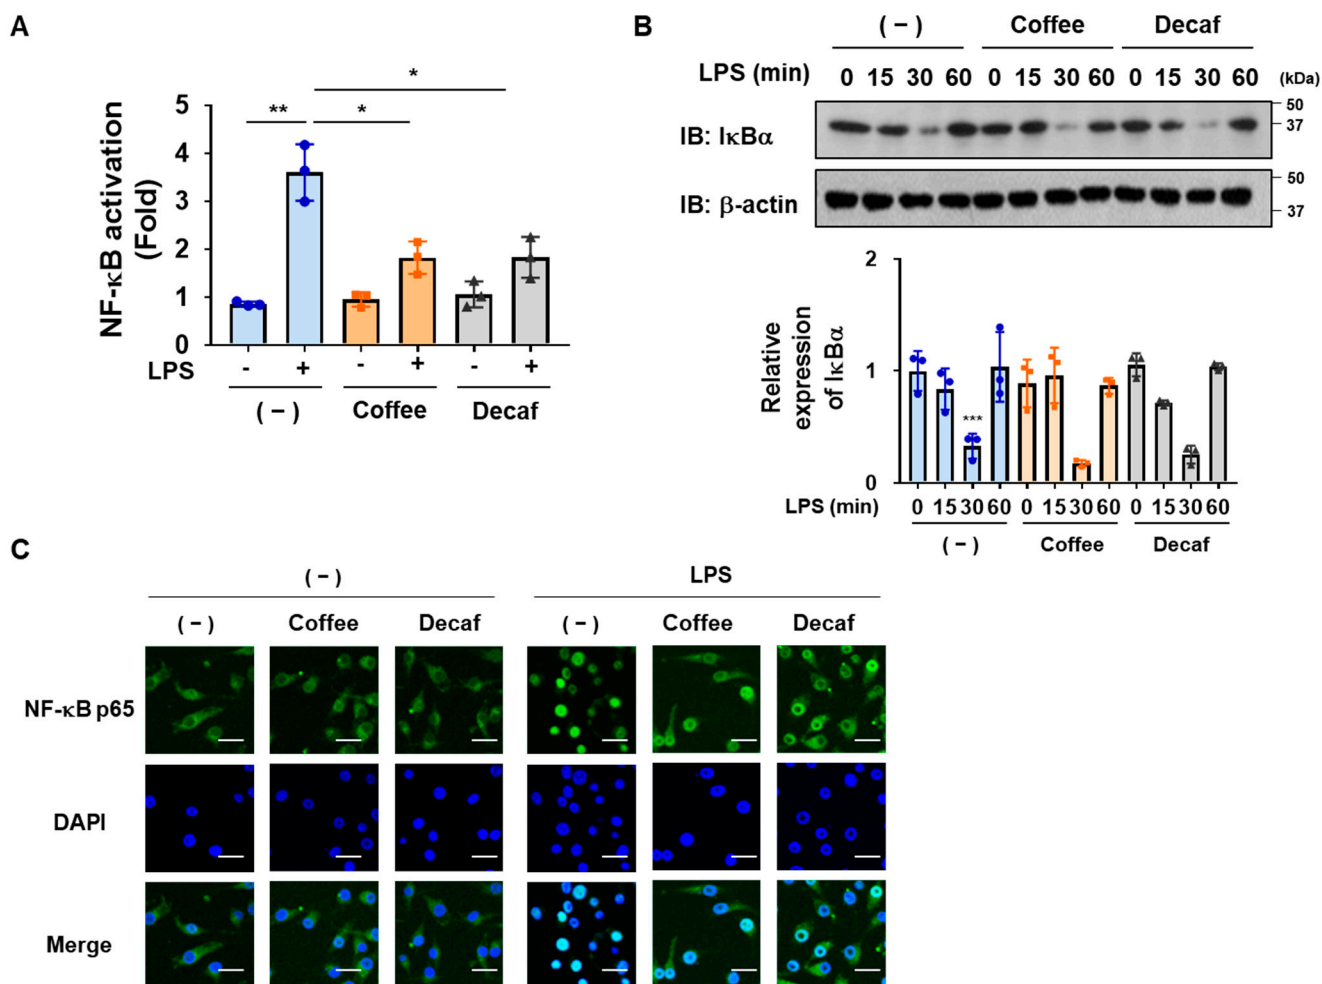 A
NF-κB activation
(Fold)
5
4
3
2
1
0
**
*
*
LPS
- + - + - +
( − ) Coffee Decaf
B
( − ) Coffee Decaf
LPS (min) 0 15 30 60 0 15 30 60 0 15 30 60 (kDa)
IB: IκBα
50
37
IB: β-actin
50
37
Relative
expression
of IκBα
2
1
0
***
LPS (min) 0 15 30 60 0 15 30 60 0 15 30 60
( − ) Coffee Decaf
C
( − ) LPS
( − ) Coffee Decaf ( − ) Coffee Decaf
NF-κB p65
DAPI
Merge